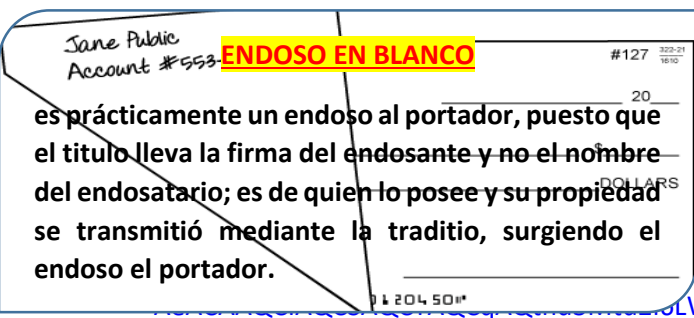 Jane Public
Account #553-
ENDOSO EN BLANCO
#127 322-21
1610
20
es prácticamente un endoso al portador, puesto que
$
el titulo lleva la firma del endosante y no el nombre
DOLLARS
del endosatario; es de quien lo posee y su propiedad
se transmitió mediante la traditio, surgiendo el
endoso el portador.
204 50